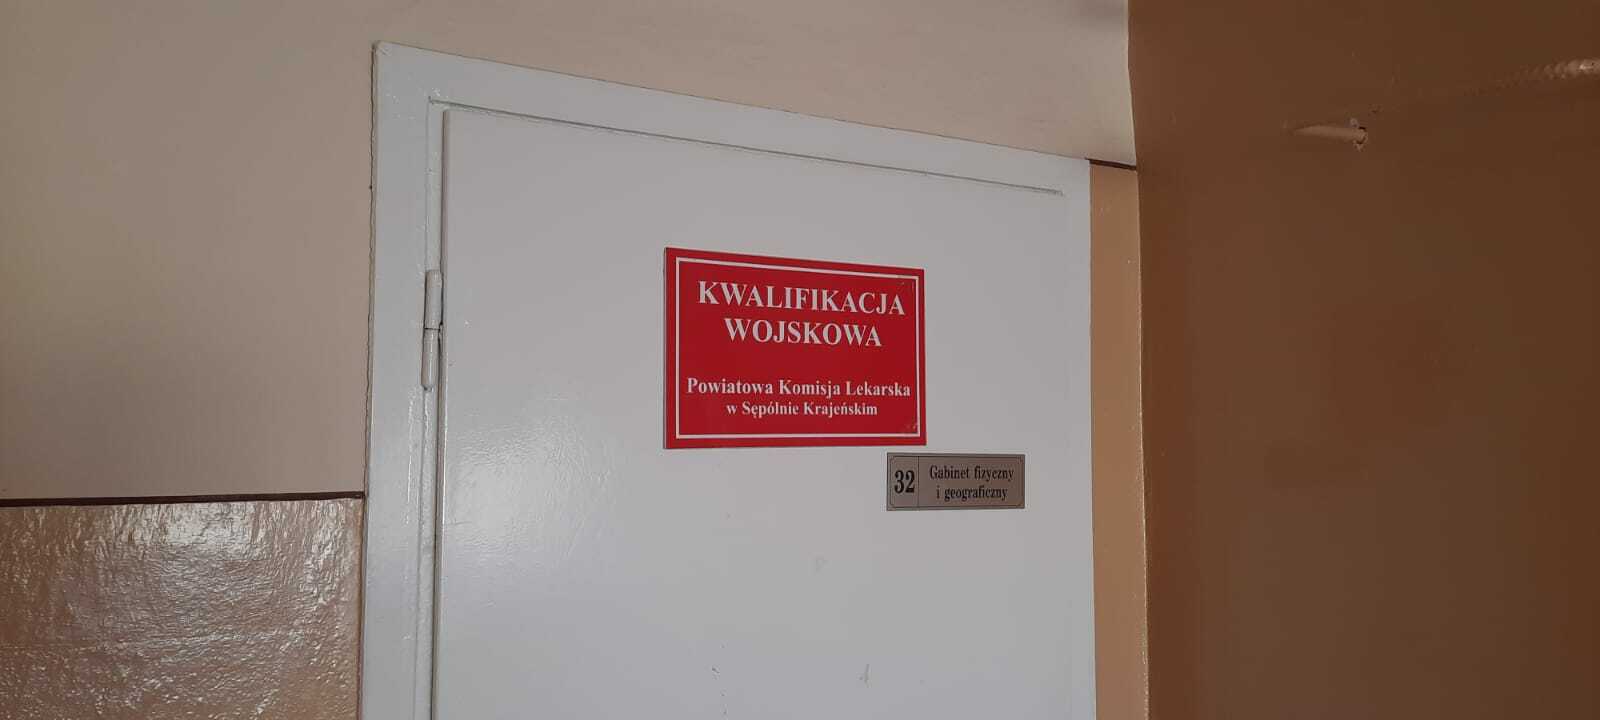 KWALIFIKACJA
WOJSKOWA
Powiatowa Komisja Lekarska
w Sępólnie Krajeńskim
32
Gabinet fizyczny
i geograficzny